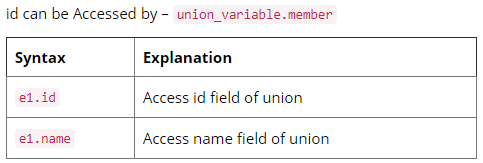 id can be Accessed by – union_variable.member
Syntax Explanation
e1.id Access id field of union
e1.name Access name field of union